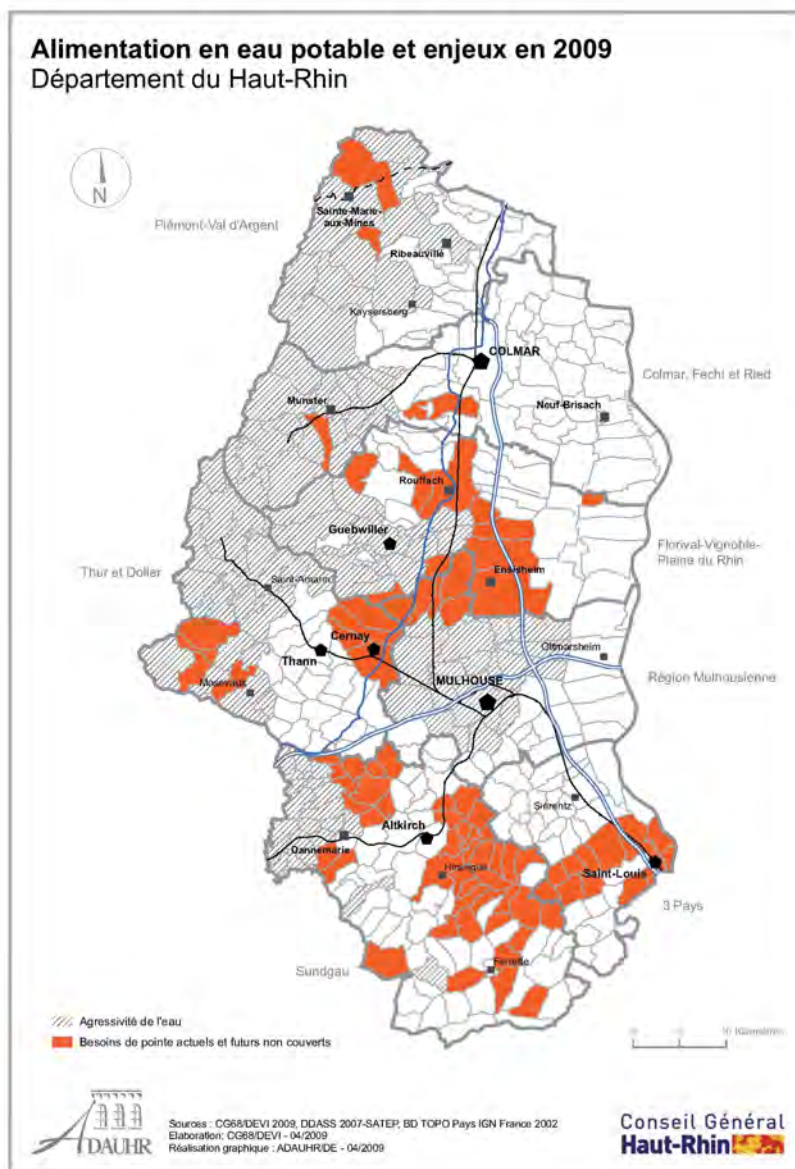 Alimentation en eau potable et enjeux en 2009
Département du Haut-Rhin
N
Piémont-Val d'Argent
Sainte-Marie-
aux-Mines
Ribeauvillé
Kaysersberg
COLMAR
Colmar, Fecht et Ried
Munster
Neuf-Brisach
Rouffach
Guebwiller
Florival-Vignoble-
Plaine du Rhin
Thur et Doller
Saint-Amarin
Ensisheim
Cernay
Thann
Ottmarsheim
MULHOUSE
Région Mulhousienne
Masevaux
Sierentz
Altkirch
Dannemarie
Hirsingue
Saint-Louis
3 Pays
Sundgau
Ferrette
Agressivité de l'eau
Besoins de pointe actuels et futurs non couverts
Kilomètres
ADAUHR
Sources : CG68/DEVI 2009, DDASS 2007-SATEP, BD TOPO Pays IGN France 2002
Elaboration: CG68/DEVI - 04/2009
Réalisation graphique : ADAUHR/DE - 04/2009
Conseil Général
Haut-Rhin